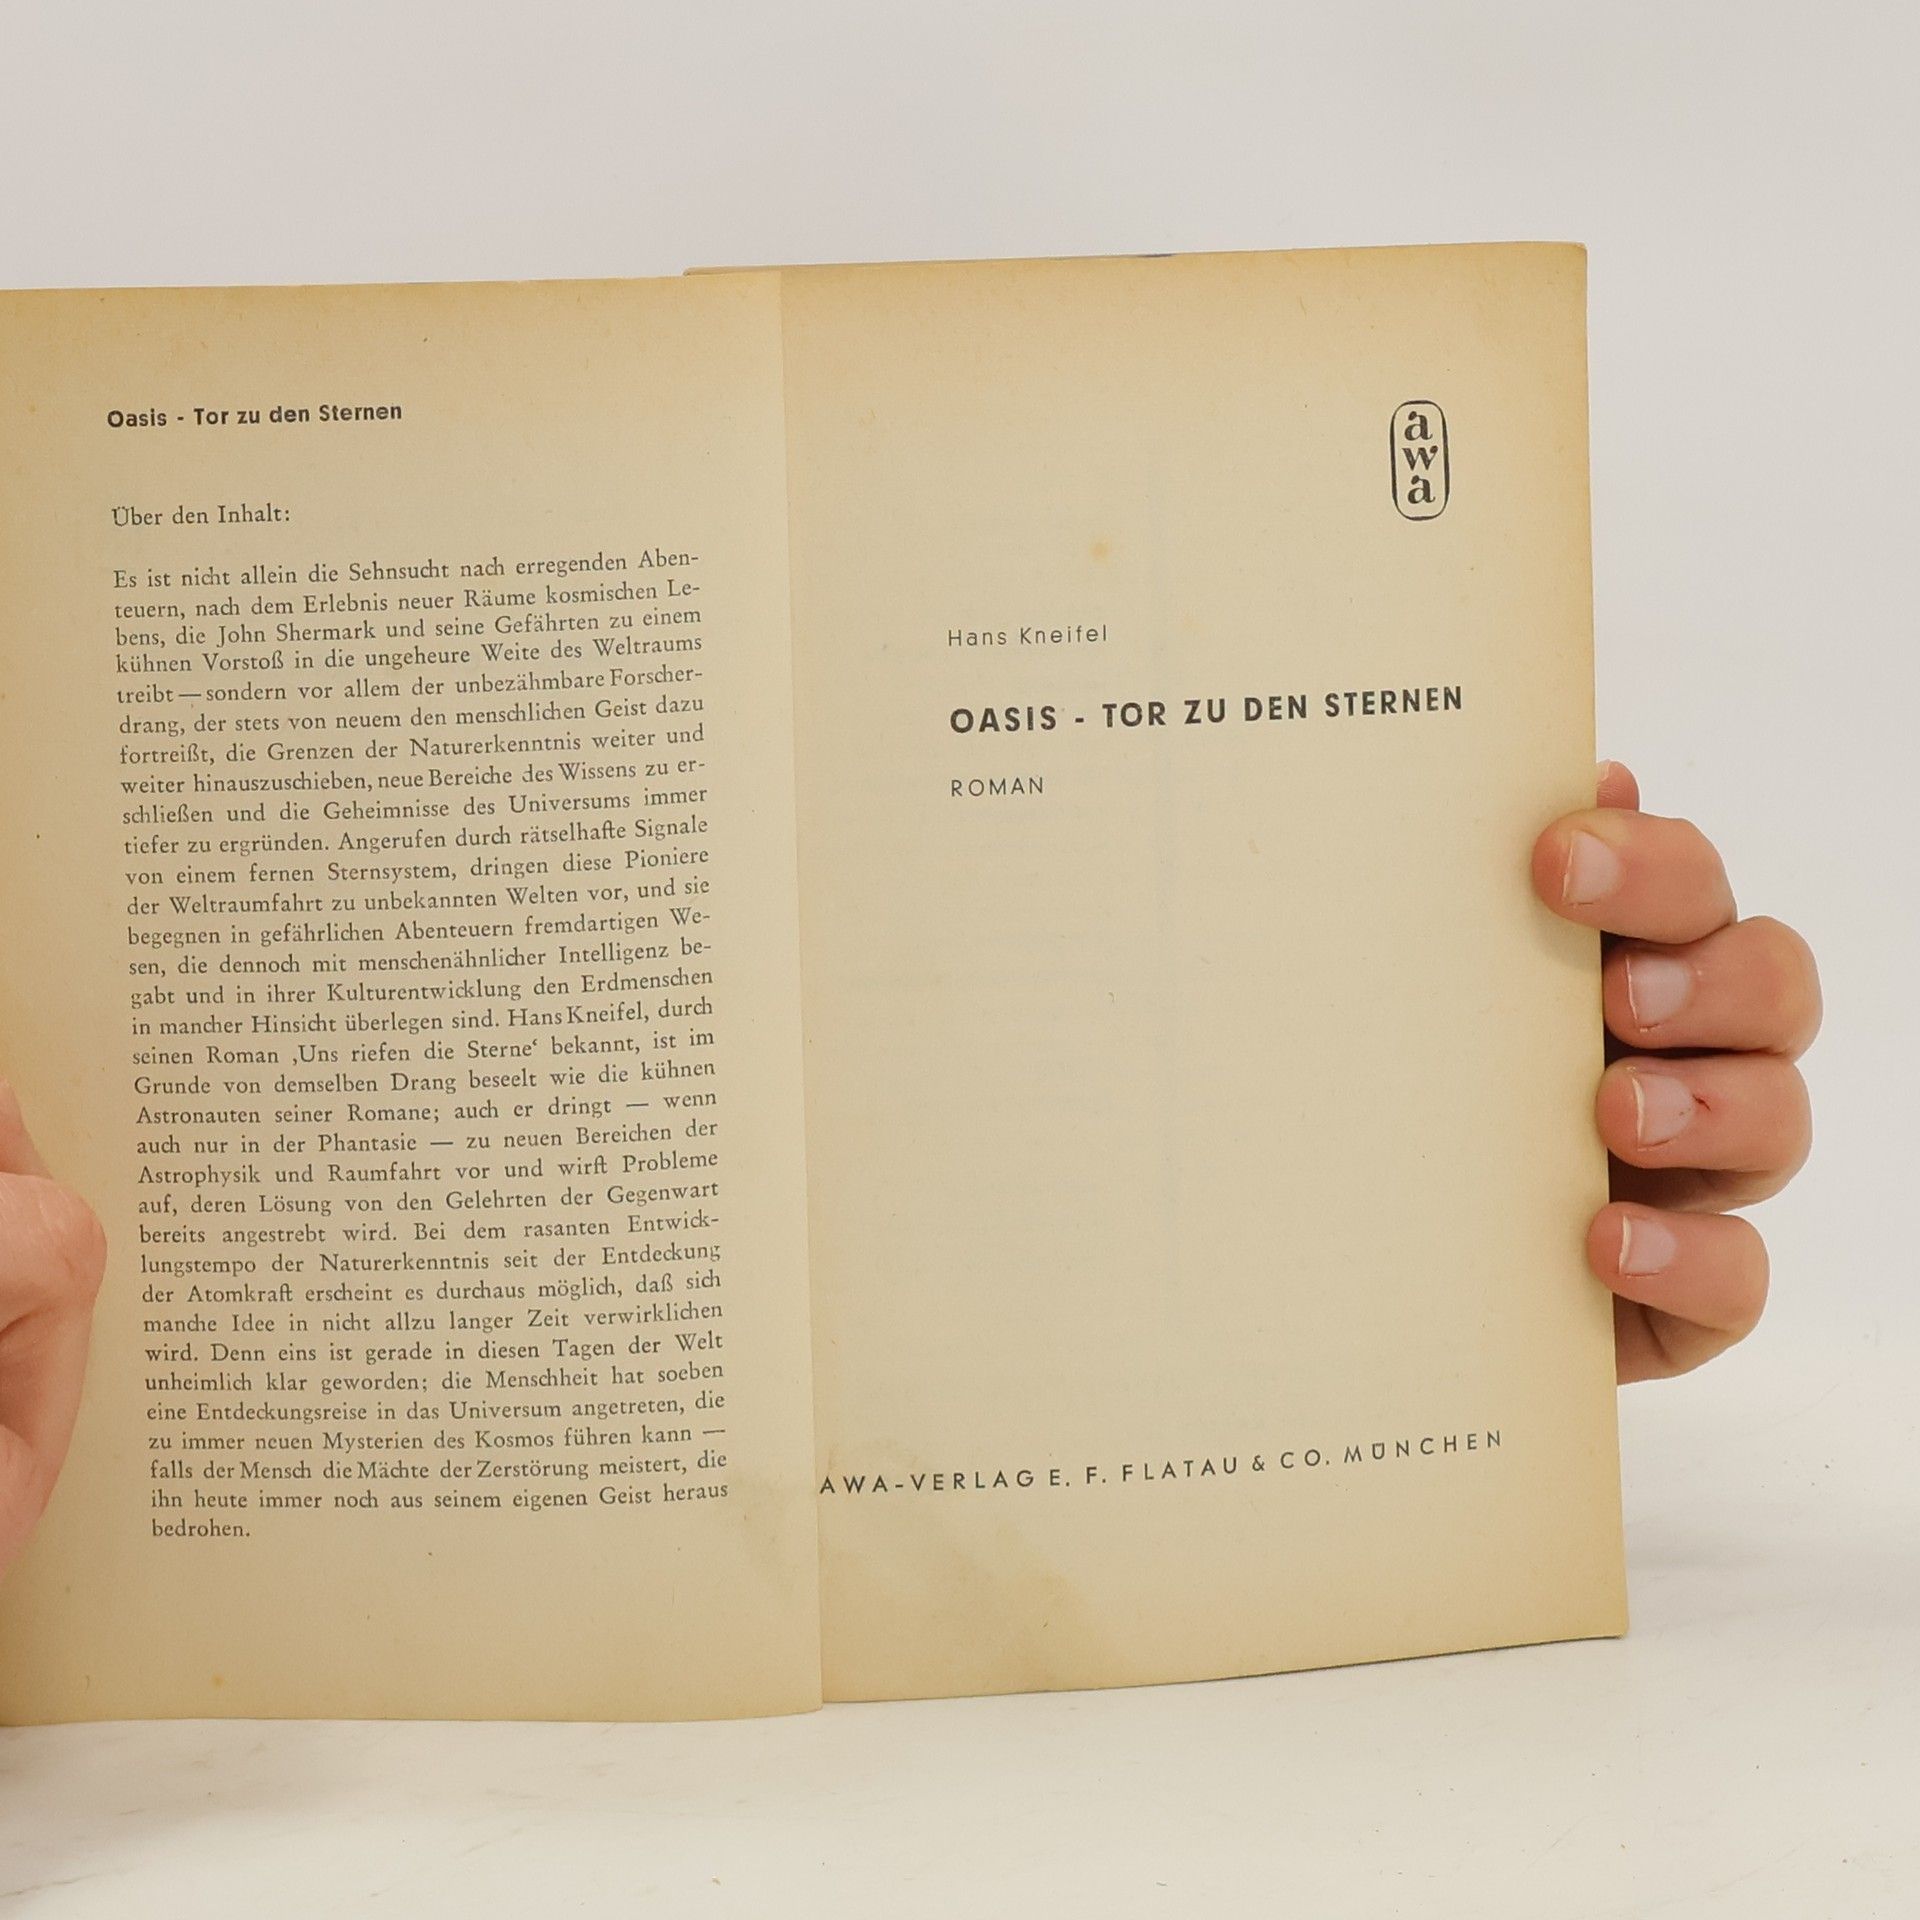 Oasis - Tor zu den Sternen
Über den Inhalt:
Es ist nicht allein die Sehnsucht nach erregenden Aben-
teuern, nach dem Erlebnis neuer Räume kosmischen Le-
bens, die John Shermark und seine Gefährten zu einem
kühnen Vorstoß in die ungeheure Weite des Weltraums
treibt — sondern vor allem der unbezähmbare Forscher-
drang, der stets von neuem den menschlichen Geist dazu
fortreißt, die Grenzen der Naturerkenntnis weiter und
weiter hinauszuschieben, neue Bereiche des Wissens zu er-
schließen und die Geheimnisse des Universums immer
tiefer zu ergründen. Angerufen durch rätselhafte Signale
von einem fernen Sternsystem, dringen diese Pioniere
der Weltraumfahrt zu unbekannten Welten vor, und sie
begegnen in gefährlichen Abenteuern fremdartigen We-
sen, die dennoch mit menschenähnlicher Intelligenz be-
gabt und in ihrer Kulturentwicklung den Erdmenschen
in mancher Hinsicht überlegen sind. Hans Kneifel, durch
seinen Roman ‚Uns riefen die Sterne‘ bekannt, ist im
Grunde von demselben Drang beseelt wie die kühnen
Astronauten seiner Romane; auch er dringt — wenn
auch nur in der Phantasie — zu neuen Bereichen der
Astrophysik und Raumfahrt vor und wirft Probleme
auf, deren Lösung von den Gelehrten der Gegenwart
bereits angestrebt wird. Bei dem rasanten Entwick-
lungstempo der Naturerkenntnis seit der Entdeckung
der Atomkraft erscheint es durchaus möglich, daß sich
manche Idee in nicht allzu langer Zeit verwirklichen
wird. Denn eins ist gerade in diesen Tagen der Welt
unheimlich klar geworden; die Menschheit hat soeben
eine Entdeckungsreise in das Universum angetreten, die
zu immer neuen Mysterien des Kosmos führen kann —
falls der Mensch die Mächte der Zerstörung meistert, die
ihn heute immer noch aus seinem eigenen Geist heraus
bedrohen.
a
w
a
Hans Kneifel
OASIS - TOR ZU DEN STERNEN
ROMAN
AWA-VERLAG E. F. FLATAU & CO. MÜNCHEN